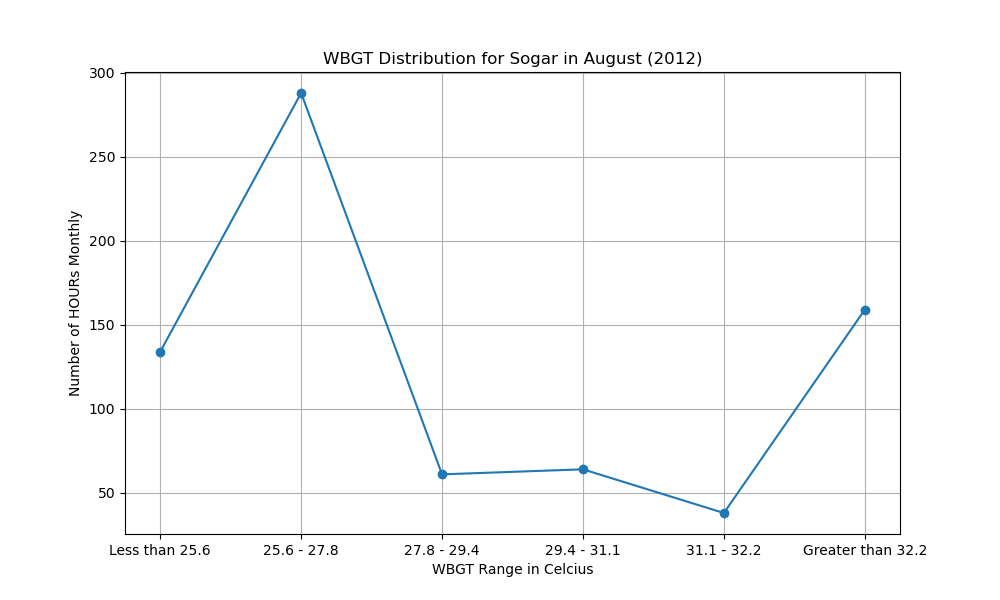 WBGT Distribution for Sogar in August (2012)
Number of HOURs Monthly
300
250
200
150
100
50
Less than 25.6 25.6 - 27.8 27.8 - 29.4 29.4 - 31.1 31.1 - 32.2 Greater than 32.2
WBGT Range in Celcius